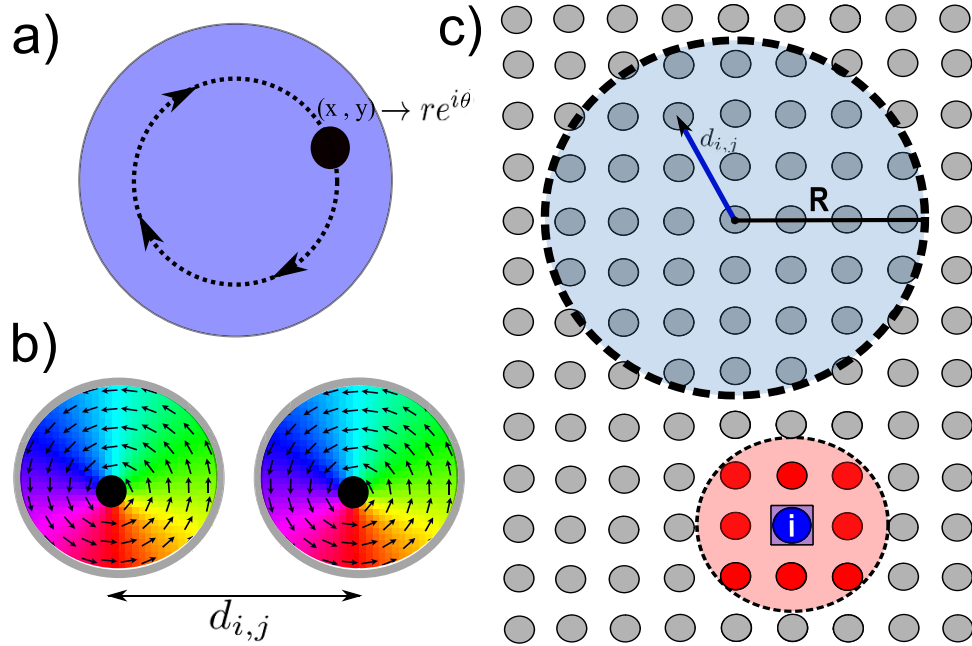 a)
(x , y) → re^{iθ}
b)
d_{i,j}
c)
d_{i,j}
R
i